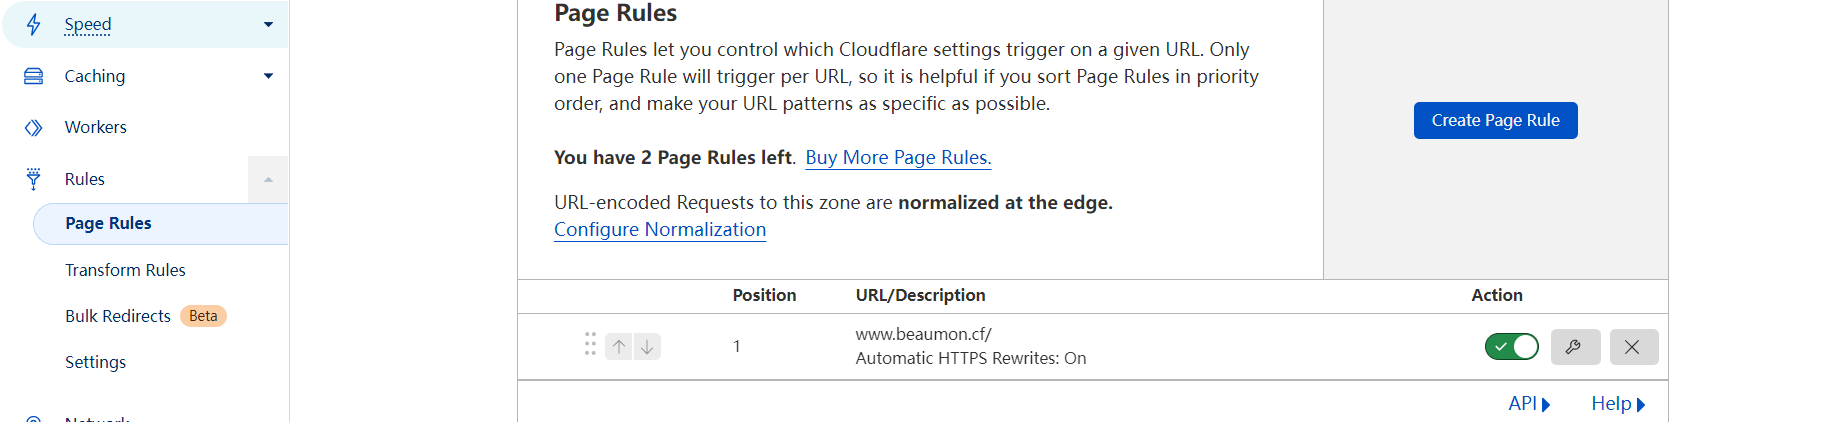 Speed
Caching
Workers
Rules
Page Rules
Transform Rules
Bulk Redirects Beta
Settings
Page Rules
Page Rules let you control which Cloudflare settings trigger on a given URL. Only
one Page Rule will trigger per URL, so it is helpful if you sort Page Rules in priority
order, and make your URL patterns as specific as possible.
You have 2 Page Rules left. Buy More Page Rules.
URL-encoded Requests to this zone are normalized at the edge.
Configure Normalization
Create Page Rule
Position URL/Description Action
1 www.beaumon.cf/
Automatic HTTPS Rewrites: On
API Help